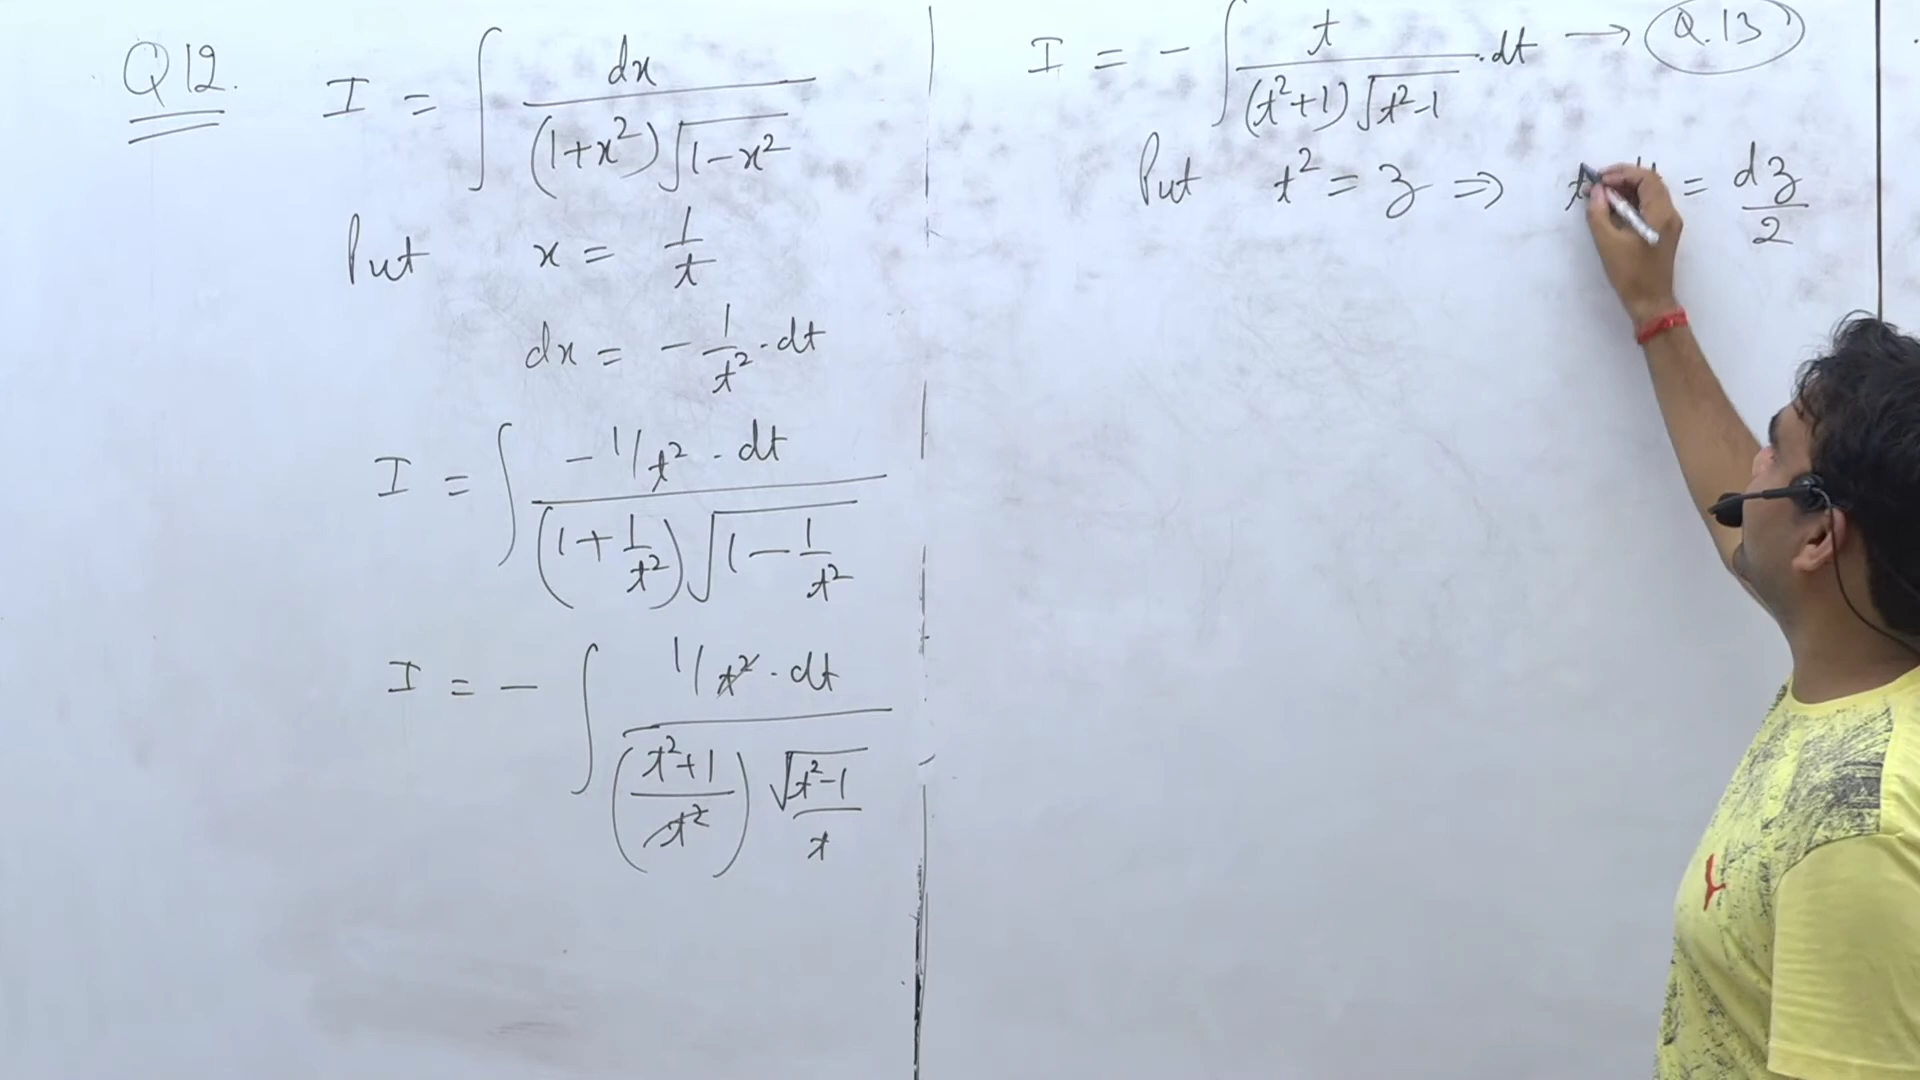 Q12. I = ∫ dx / (1+x²)√(1-x²)
Put x = 1/t
dx = -1/t² · dt
I = ∫ -1/t² · dt / (1 + 1/t²)√(1 - 1/t²)
I = - ∫ 1/t² · dt / ((t²+1)/t²) √(t²-1)/t
I = - ∫ t / (t²+1)√(t²-1) · dt → Q.13
Put t² = z ⇒ t = dz/2